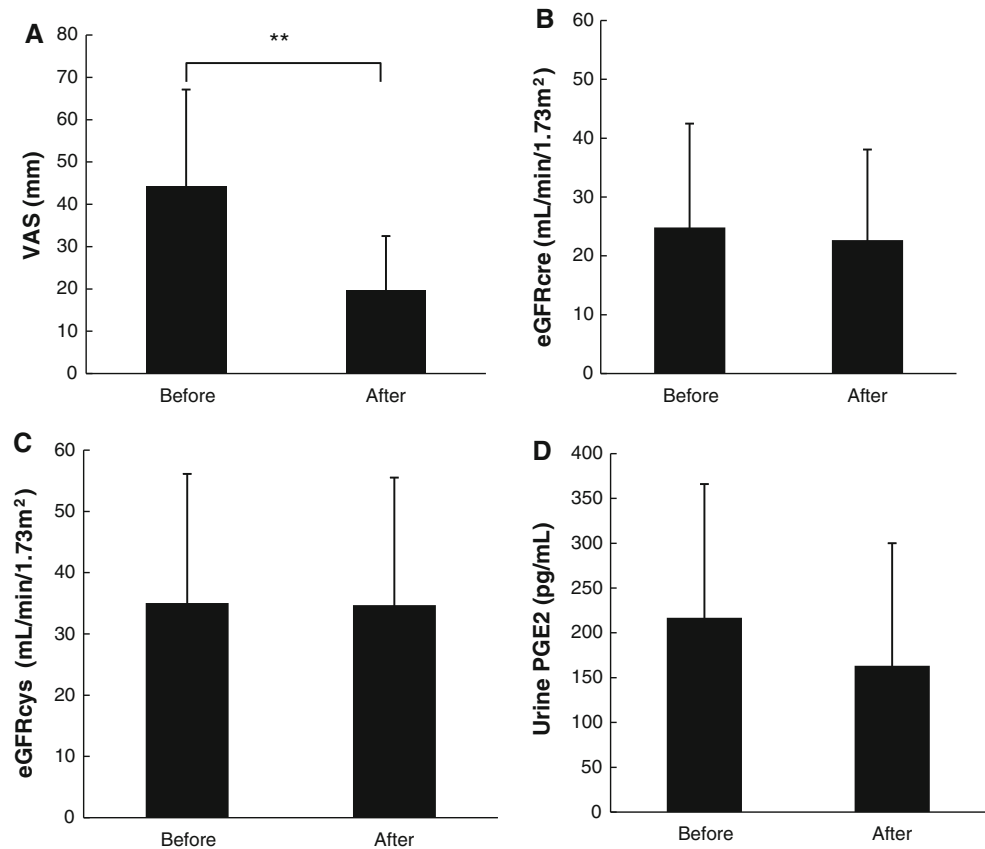 A
VAS (mm)
80
70
60
50
40
30
20
10
0
**
Before After
B
eGFRcre (mL/min/1.73m²)
60
50
40
30
20
10
0
Before After
C
eGFRcys (mL/min/1.73m²)
60
50
40
30
20
10
0
Before After
D
Urine PGE2 (pg/mL)
400
350
300
250
200
150
100
50
0
Before After